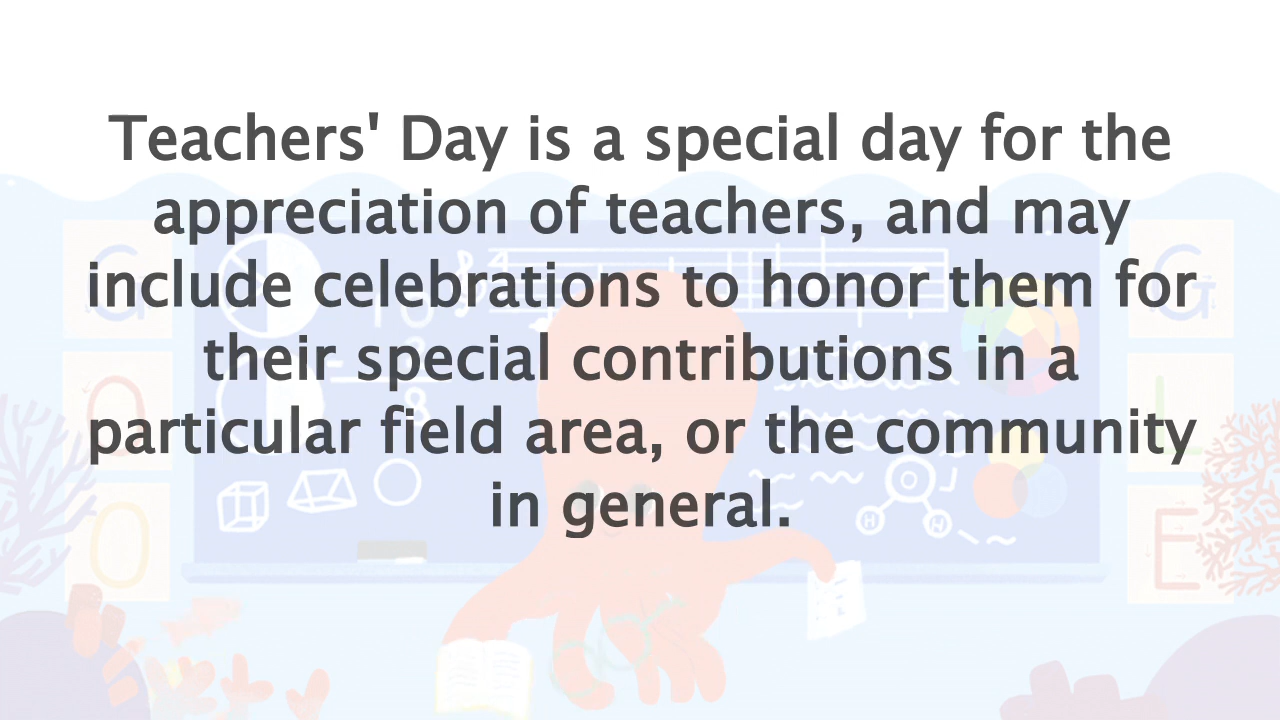 Teachers' Day is a special day for the
appreciation of teachers, and may
include celebrations to honor them for
their special contributions in a
particular field area, or the community
in general.
G
O
O
G
L
E
H
H